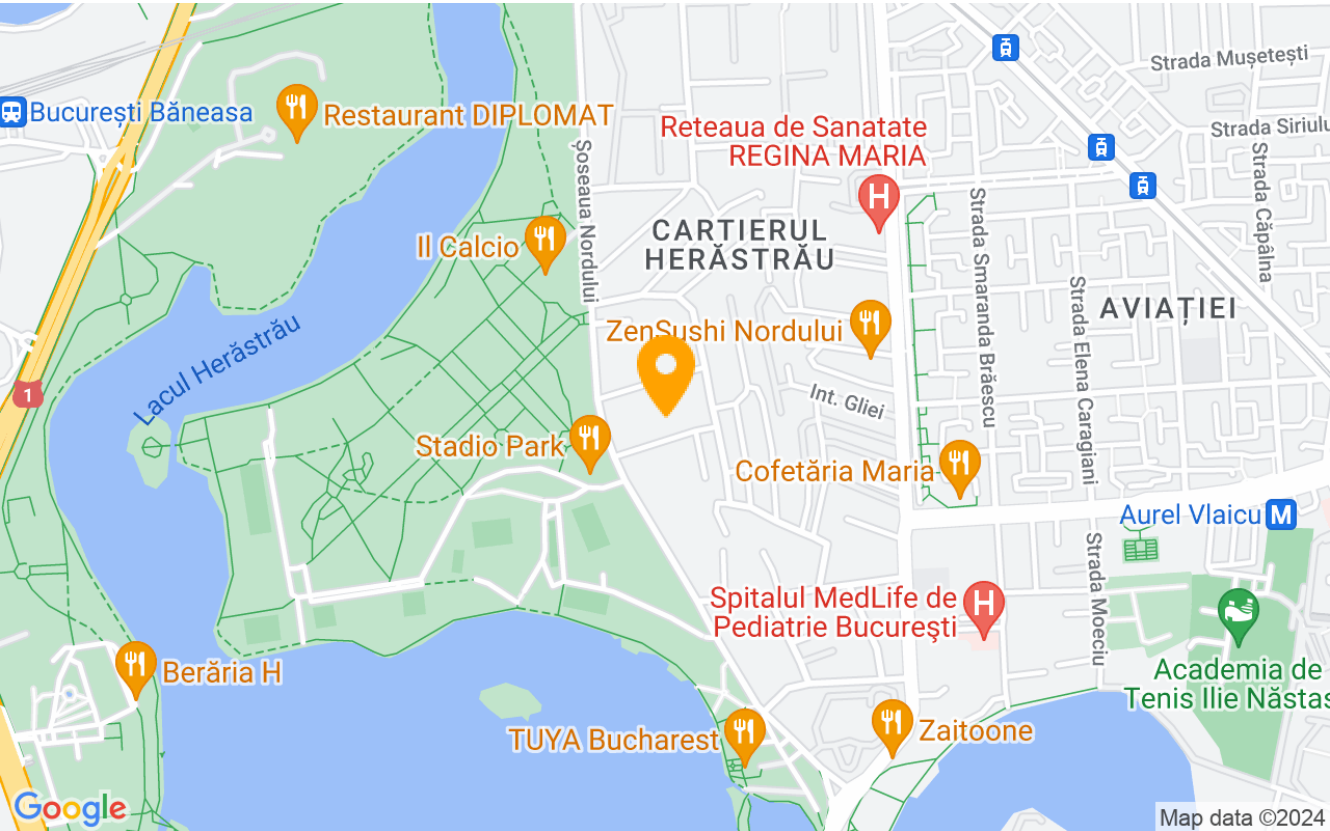 Strada Mușetești
București Băneasa
Restaurant DIPLOMAT
Reteaua de Sanatate
REGINA MARIA
Strada Siriulu
Șoseaua Nordului
Strada Căpâlna
Strada Smaranda Brăescu
Il Calcio
CARTIERUL
HERĂSTRĂU
Strada Elena Caragiani
AVIAȚIEI
ZenSushi Nordului
Lacul Herăstrău
1
Int. Gliei
Stadio Park
Cofetăria Maria
Aurel Vlaicu M
Strada Moeciu
H
Spitalul MedLife de
Pediatrie Bucureşti
H
Berăria H
Academia de
Tenis Ilie Năstas
TUYA Bucharest
Zaitoone
Google
Map data ©2024